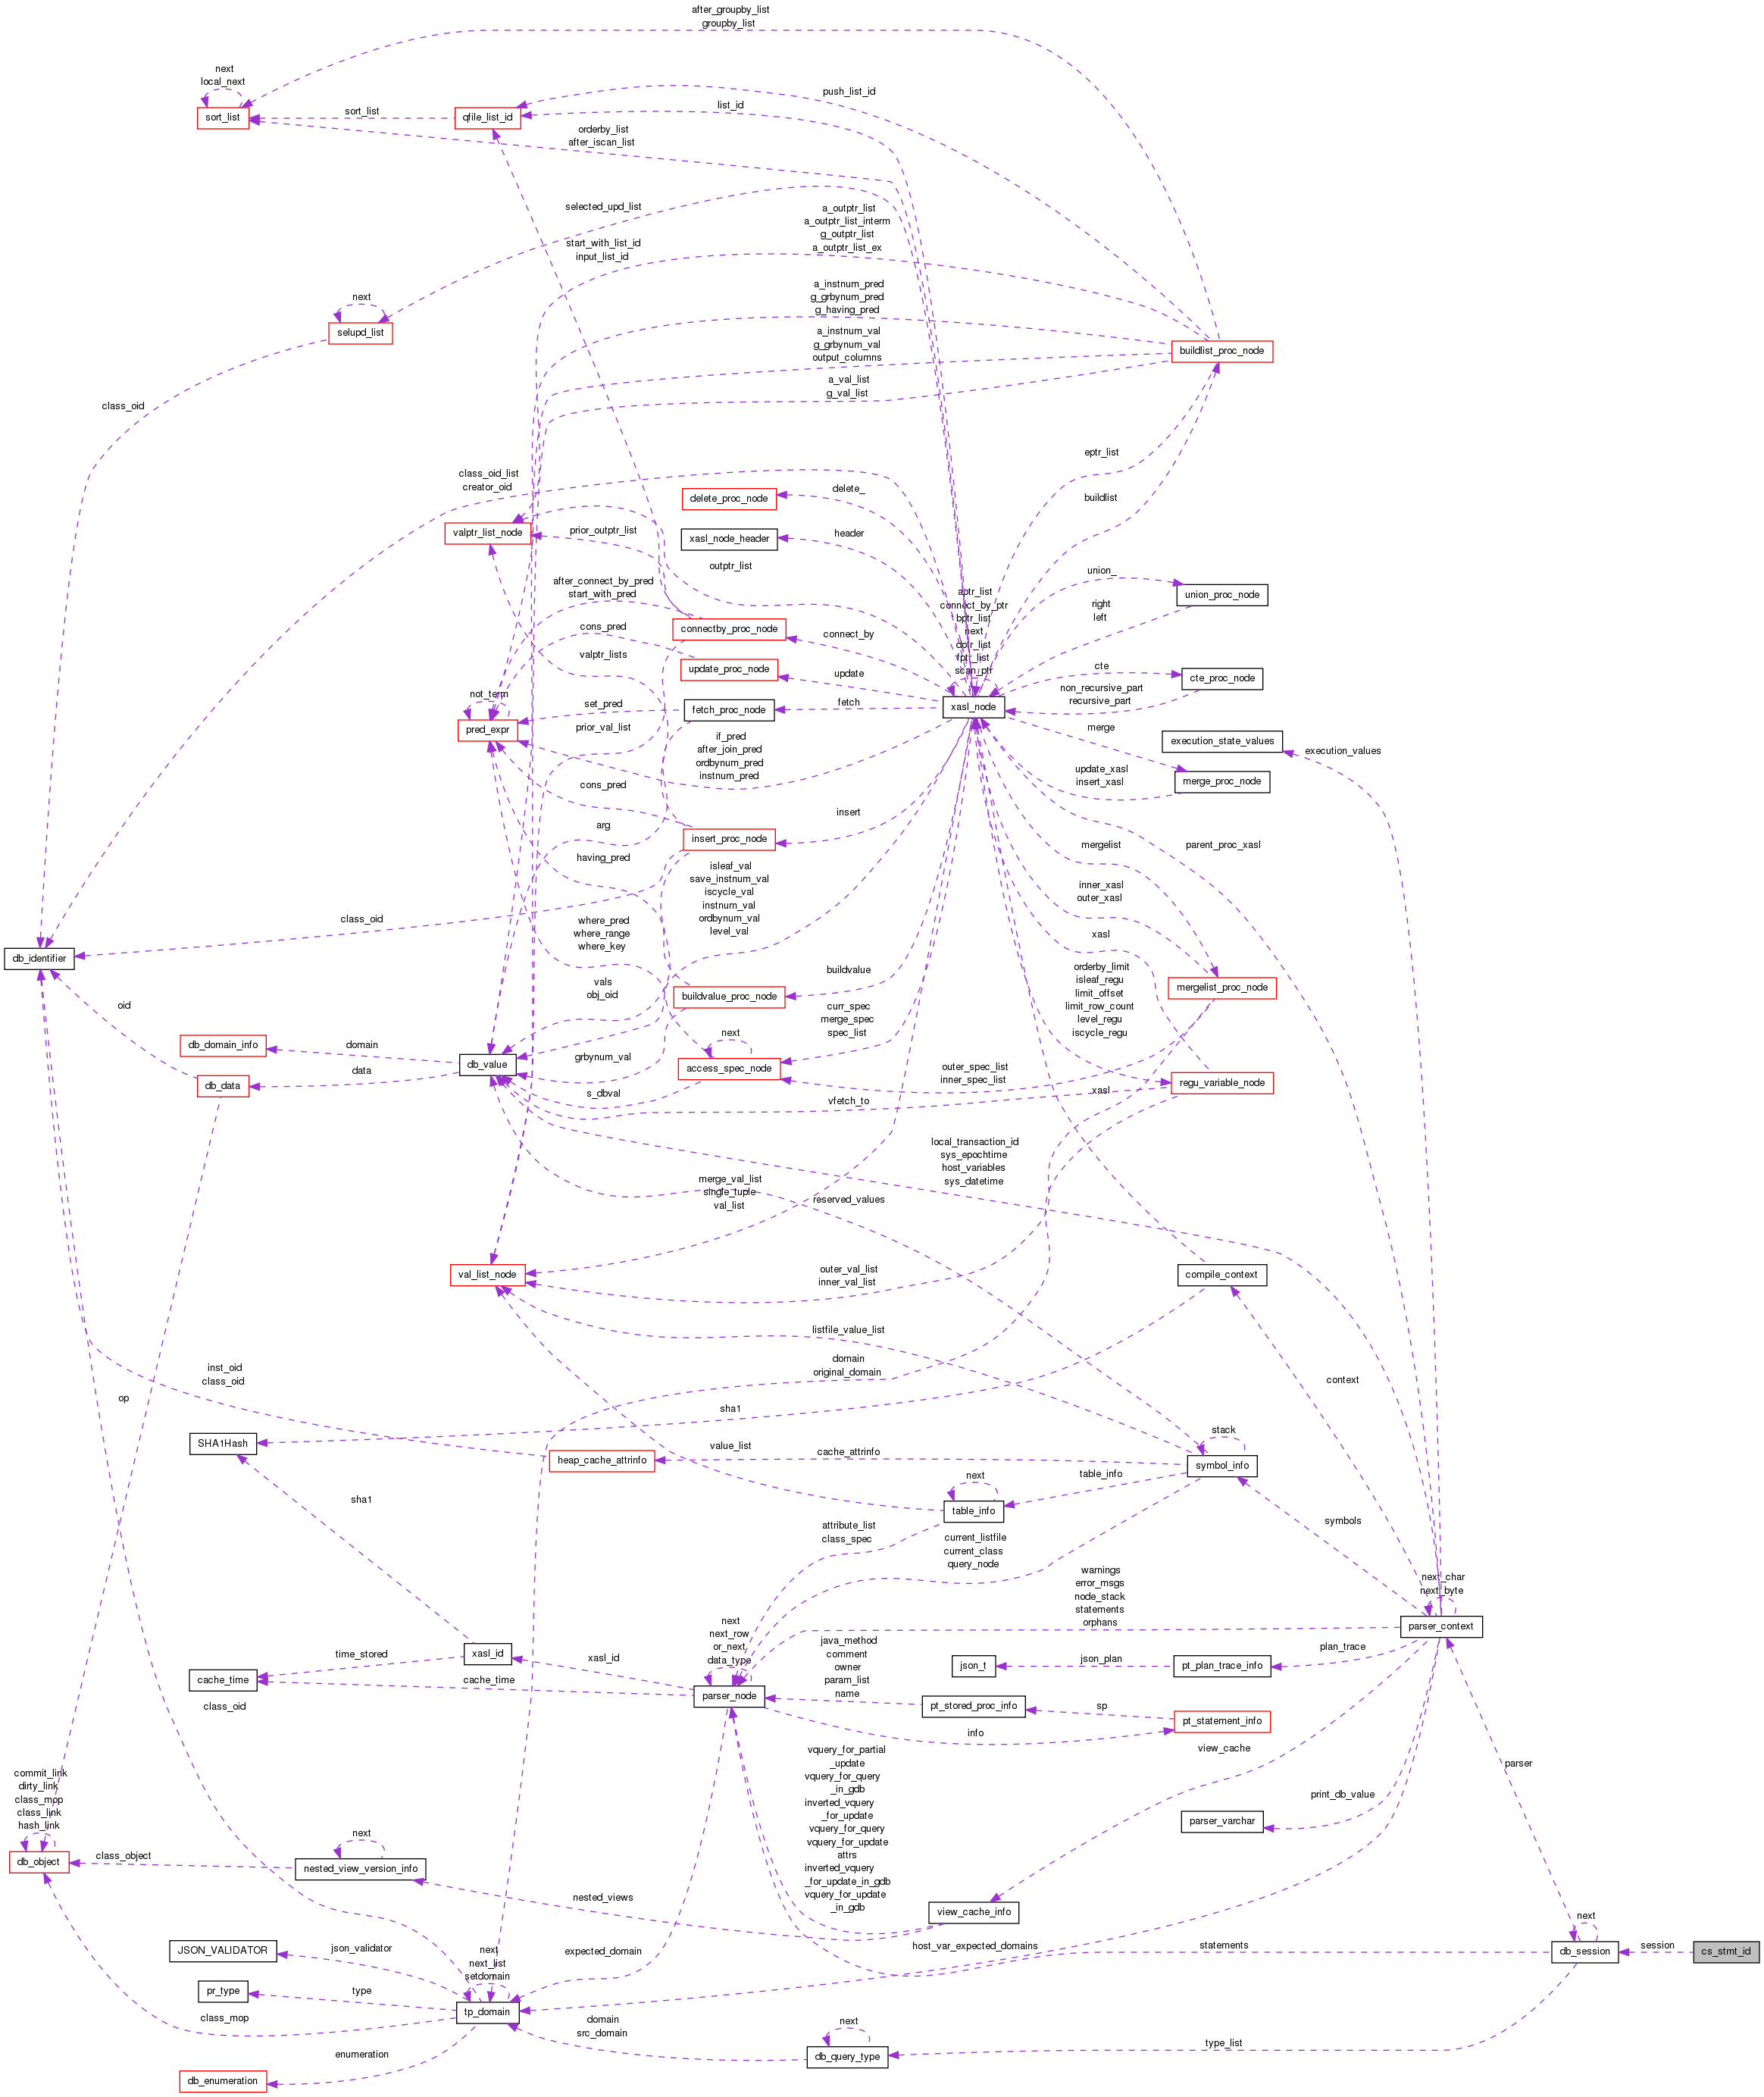 after_groupby_list
groupby_list
next
local_next
push_list_id
list_id
sort_list
qfile_list_id
sort_list
orderby_list
after_iscan_list
selected_upd_list
a_outptr_list
a_outptr_list_interm
g_outptr_list
a_outptr_list_ex
start_with_list_id
input_list_id
next
selupd_list
a_instnum_pred
g_grbynum_pred
g_having_pred
a_instnum_val
g_grbynum_val
output_columns
buildlist_proc_node
a_val_list
g_val_list
class_oid
eptr_list
class_oid_list
creator_oid
delete_proc_node
delete_
buildlist
valptr_list_node
prior_outptr_list
xasl_node_header
header
outptr_list
union_
union_proc_node
after_connect_by_pred
start_with_pred
aptr_list
connect_by_ptr
bptr_list
next
dptr_list
fptr_list
scan_ptr
right
left
cons_pred
connectby_proc_node
connect_by
valptr_lists
update_proc_node
update
cte
cte_proc_node
not_term
pred_expr
set_pred
fetch_proc_node
fetch
xasl_node
non_recursive_part
recursive_part
prior_val_list
if_pred
after_join_pred
ordbynum_pred
instnum_pred
merge
execution_state_values
execution_values
update_xasl
insert_xasl
merge_proc_node
cons_pred
insert
arg
insert_proc_node
mergelist
parent_proc_xasl
having_pred
isleaf_val
save_instnum_val
iscycle_val
instnum_val
ordbynum_val
level_val
inner_xasl
outer_xasl
class_oid
where_pred
where_range
where_key
xasl
db_identifier
buildvalue
orderby_limit
isleaf_regu
limit_offset
limit_row_count
level_regu
iscycle_regu
mergelist_proc_node
vals
obj_oid
buildvalue_proc_node
oid
curr_spec
merge_spec
spec_list
db_domain_info
domain
next
db_value
grbynum_val
access_spec_node
outer_spec_list
inner_spec_list
db_data
data
s_dbval
vfetch_to
xasl
regu_variable_node
local_transaction_id
sys_epochtime
host_variables
sys_datetime
merge_val_list
single_tuple
val_list
reserved_values
val_list_node
outer_val_list
inner_val_list
compile_context
listfile_value_list
inst_oid
class_oid
domain
original_domain
context
op
sha1
SHA1Hash
value_list
heap_cache_attrinfo
cache_attrinfo
stack
symbol_info
sha1
next
table_info
table_info
attribute_list
class_spec
current_listfile
current_class
query_node
symbols
warnings
error_msgs
node_stack
statements
orphans
next_char
next_byte
parser_context
next
next_row
or_next
data_type
java_method
comment
owner
param_list
name
xasl_id
time_stored
xasl_id
plan_trace
json_t
json_plan
pt_plan_trace_info
cache_time
cache_time
parser_node
pt_stored_proc_info
sp
pt_statement_info
info
class_oid
view_cache
parser
vquery_for_partial
_update
vquery_for_query
_in_gdb
inverted_vquery
_for_update
vquery_for_query
vquery_for_update
attrs
inverted_vquery
_for_update_in_gdb
vquery_for_update
_in_gdb
commit_link
dirty_link
class_mop
class_link
hash_link
print_db_value
parser_varchar
next
db_object
class_object
nested_view_version_info
nested_views
view_cache_info
next
JSON_VALIDATOR
json_validator
next
next_list
setdomain
expected_domain
host_var_expected_domains
statements
db_session
session
cs_stmt_id
pr_type
type
tp_domain
class_mop
domain
src_domain
next
enumeration
db_query_type
type_list
db_enumeration